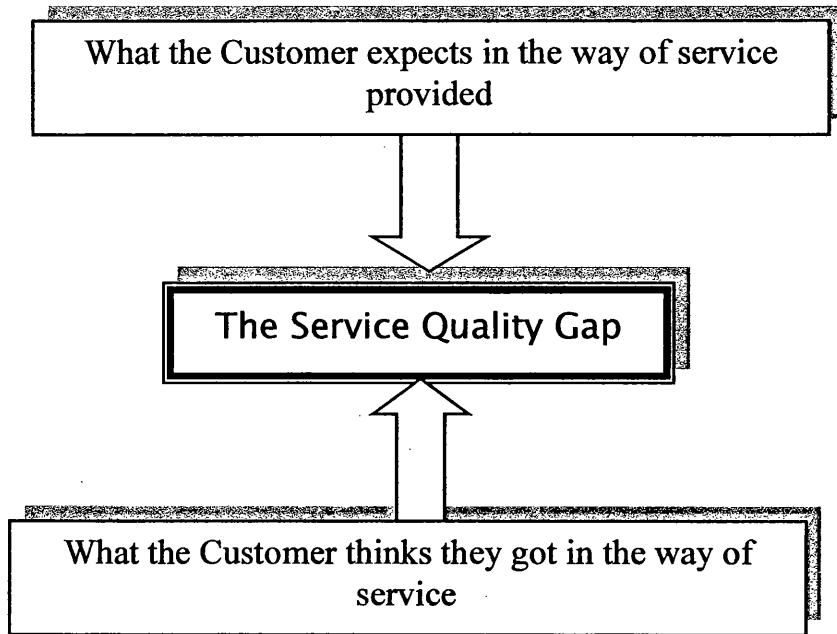 What the Customer expects in the way of service
provided
The Service Quality Gap
What the Customer thinks they got in the way of
service